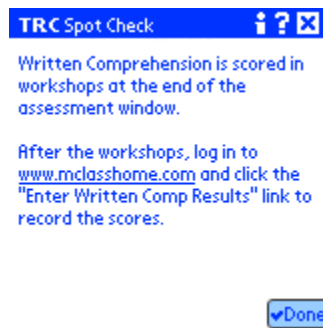 TRC Spot Check i ? X
Written Comprehension is scored in
workshops at the end of the
assessment window.
After the workshops, log in to
www.mclasshome.com and click the
"Enter Written Comp Results" link to
record the scores.
Done